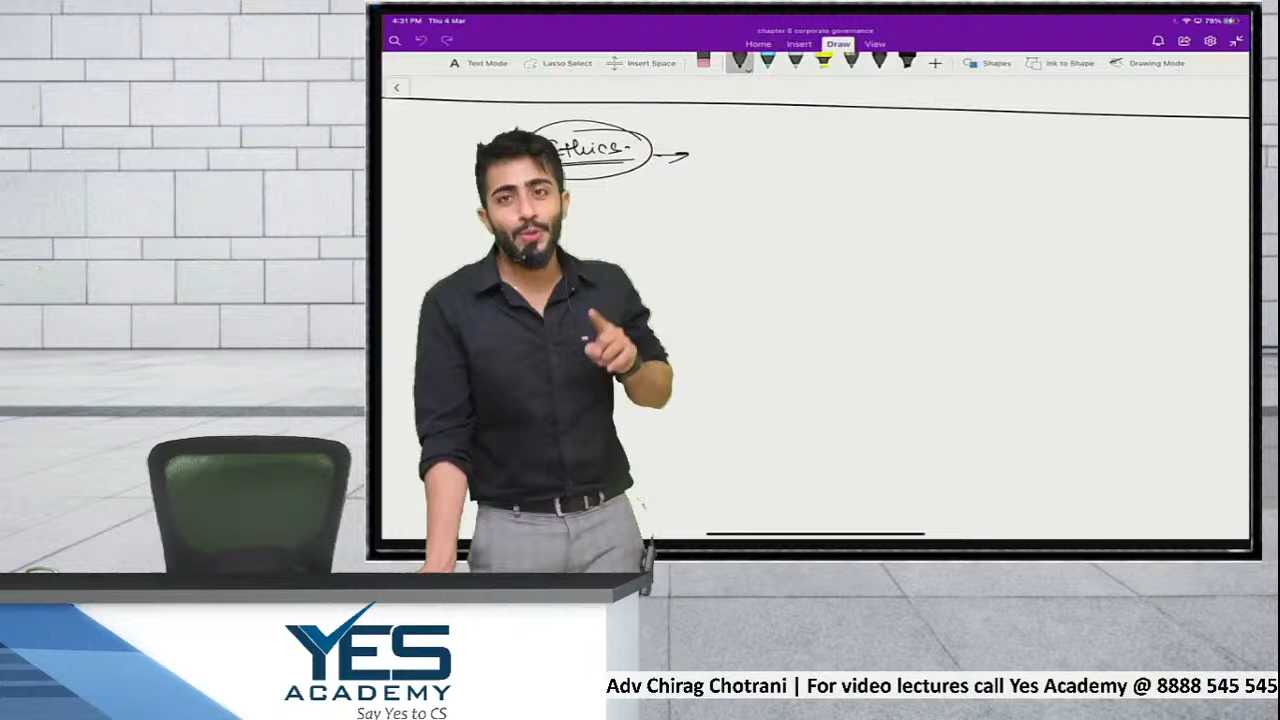 4:31 PM Thu 4 Mar
79%
chapter 8 corporate governance
Home Insert Draw View
Text Mode Lasso Select Insert Space Shapes Ink to Shape Drawing Mode
Ethics.
YES
ACADEMY
Say Yes to CS
Adv Chirag Chotrani | For video lectures call Yes Academy @ 8888 545 545